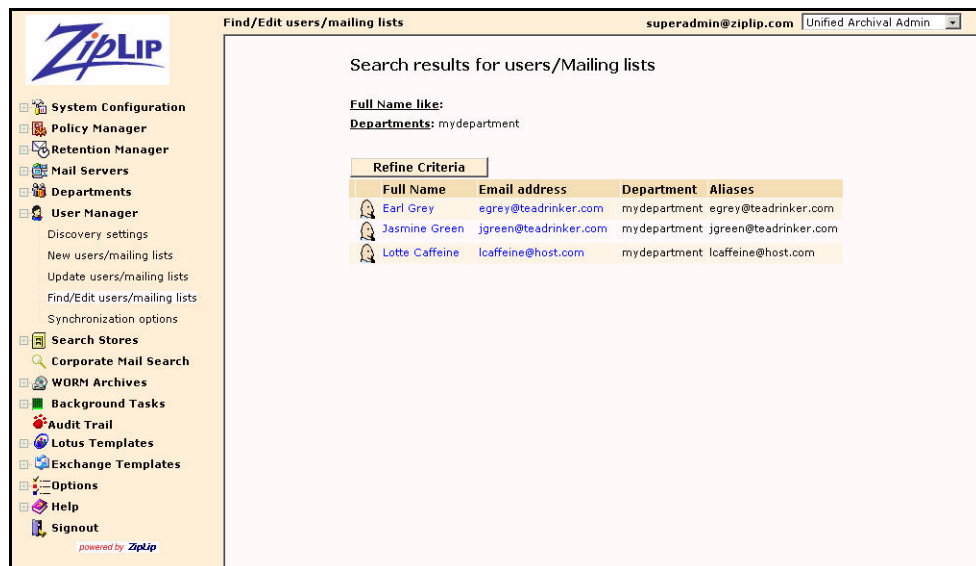 ZipLip
Find/Edit users/mailing lists
superadmin@ziplip.com Unified Archival Admin
System Configuration
Policy Manager
Retention Manager
Mail Servers
Departments
User Manager
Discovery settings
New users/mailing lists
Update users/mailing lists
Find/Edit users/mailing lists
Synchronization options
Search Stores
Corporate Mail Search
WORM Archives
Background Tasks
Audit Trail
Lotus Templates
Exchange Templates
Options
Help
Signout
powered by ZipLip
Search results for users/Mailing lists
Full Name like:
Departments: mydepartment
Refine Criteria
Full Name Email address Department Aliases
Earl Grey egrey@teadrinker.com mydepartment egrey@teadrinker.com
Jasmine Green jgreen@teadrinker.com mydepartment jgreen@teadrinker.com
Lotte Caffeine lcaffeine@host.com mydepartment lcaffeine@host.com